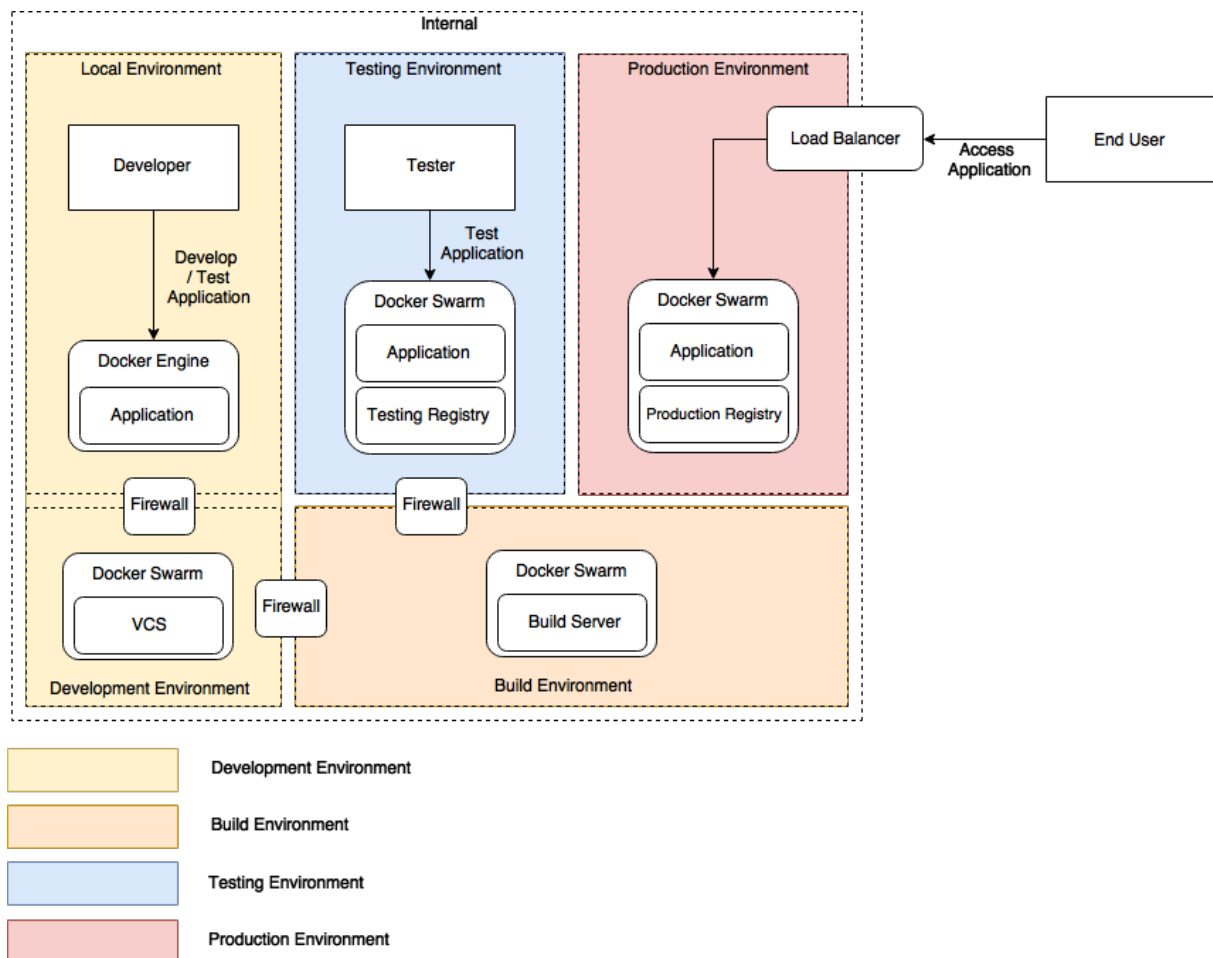 Internal
Local Environment
Testing Environment
Production Environment
Developer
Tester
Load Balancer
Access
Application
End User
Develop
/ Test
Application
Test
Application
Docker Engine
Application
Docker Swarm
Application
Testing Registry
Docker Swarm
Application
Production Registry
Firewall
Firewall
Docker Swarm
VCS
Development Environment
Firewall
Docker Swarm
Build Server
Build Environment
Development Environment
Build Environment
Testing Environment
Production Environment